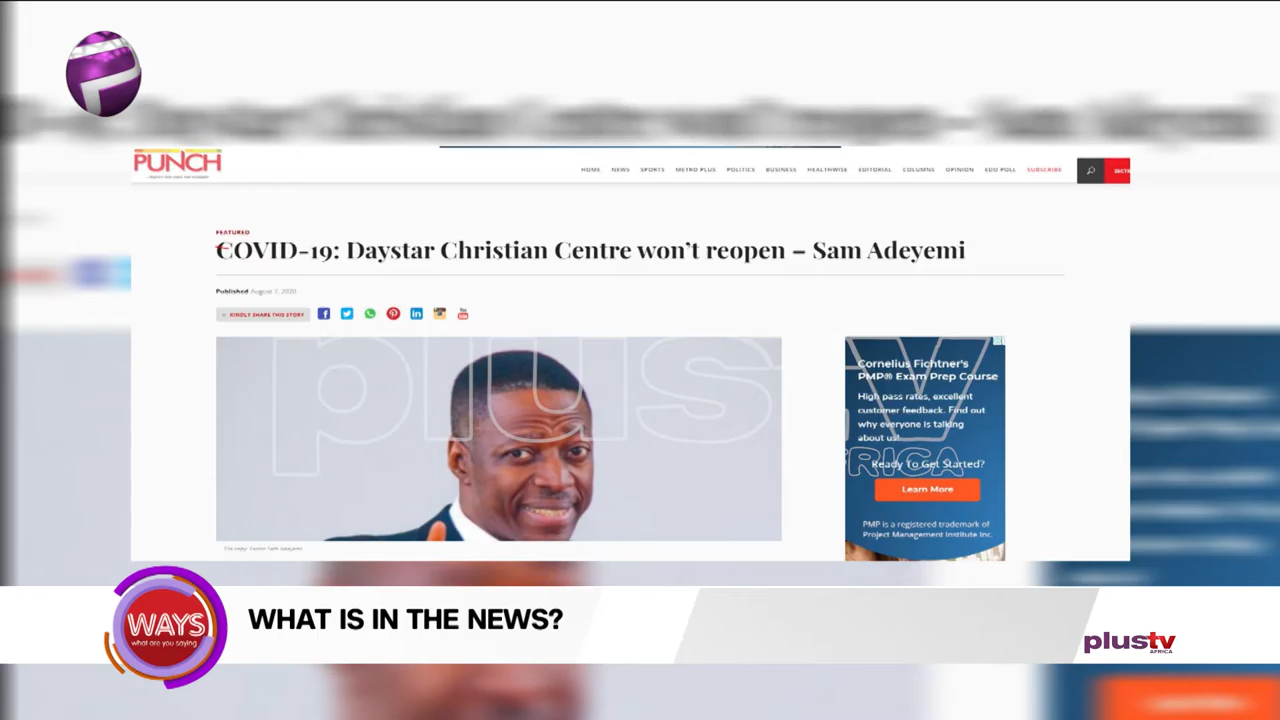 PUNCH
HOME NEWS SPORTS METRO PLUS POLITICS BUSINESS HEALTHWISE EDITORIAL COLUMNS OPINION EDO POLL SUBSCRIBE
FEATURED
COVID-19: Daystar Christian Centre won't reopen – Sam Adeyemi
Published August 7, 2020
KINDLY SHARE THIS STORY
plus TV
AFRICA
Cornelius Fichtner's
PMP® Exam Prep Course
High pass rates, excellent
customer feedback. Find out
why everyone is talking
about us!
Ready To Get Started?
Learn More
PMP is a registered trademark of
Project Management Institute Inc.
WAYS
what are you saying
WHAT IS IN THE NEWS?
plustv
AFRICA